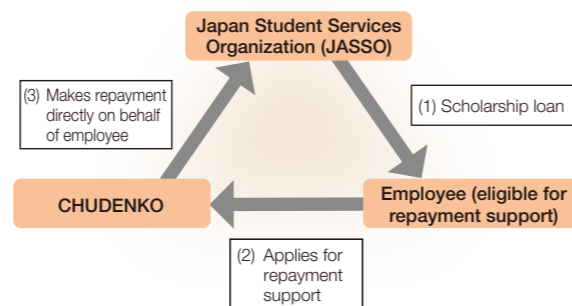 Japan Student Services
Organization (JASSO)
(3) Makes repayment
directly on behalf
of employee
(1) Scholarship loan
CHUDENKO
Employee (eligible for
repayment support)
(2) Applies for
repayment
support